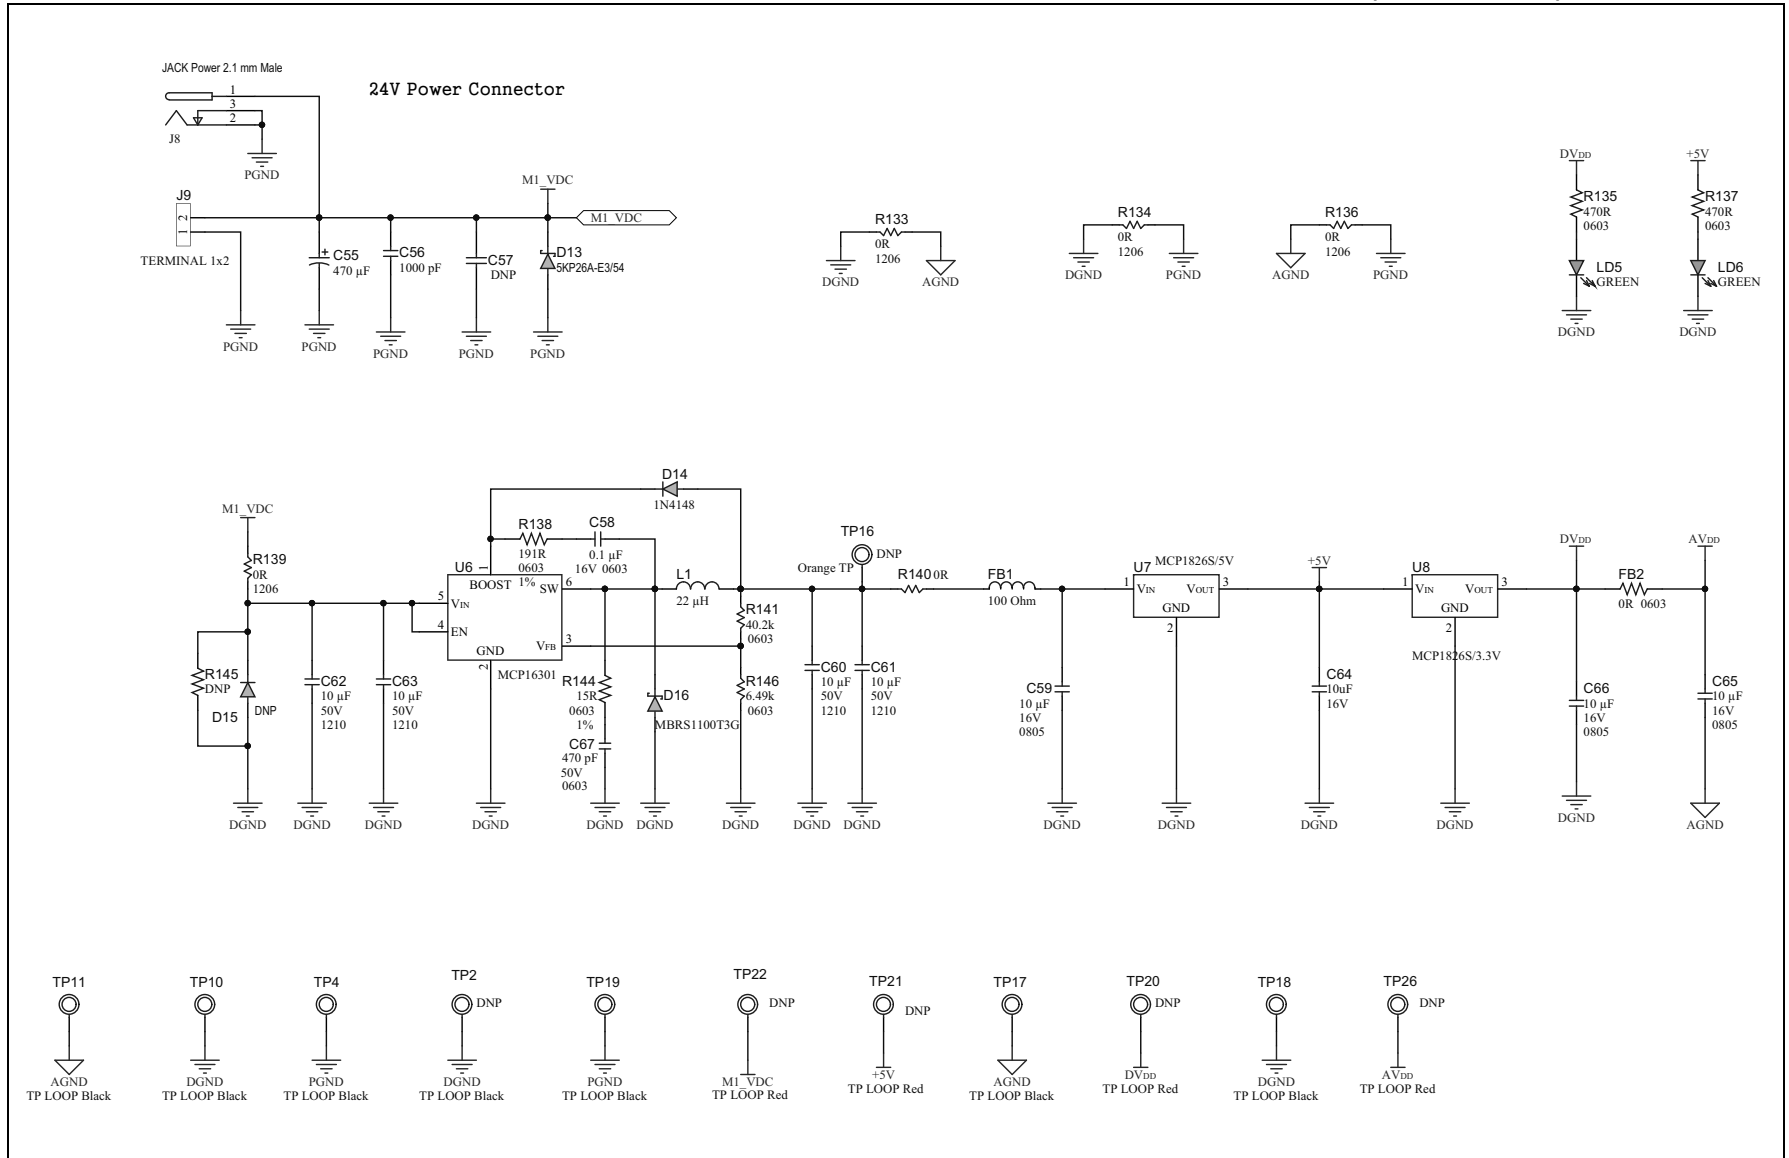 JACK Power 2.1 mm Male
24V Power Connector
1
3
2
J8
PGND
J9
2
1
TERMINAL 1x2
PGND
C55
470 µF
PGND
C56
1000 pF
PGND
C57
DNP
PGND
M1_VDC
M1_VDC
D13
5KP26A-E3/54
PGND
R133
0R
1206
DGND
AGND
R134
0R
1206
DGND
PGND
R136
0R
1206
AGND
PGND
DVDD
R135
470R
0603
LD5
GREEN
DGND
+5V
R137
470R
0603
LD6
GREEN
DGND
M1_VDC
R139
0R
1206
R145
DNP
D15
DNP
DGND
C62
10 µF
50V
1210
DGND
C63
10 µF
50V
1210
DGND
D14
1N4148
R138
191R
0603
1%
C58
0.1 µF
16V 0603
U6
1
BOOST
5
VIN
4
EN
GND
2
6
SW
3
VFB
MCP16301
DGND
R144
15R
0603
1%
C67
470 pF
50V
0603
DGND
D16
MBRS1100T3G
DGND
L1
22 µH
R141
40.2k
0603
R146
6.49k
0603
DGND
C60
10 µF
50V
1210
DGND
C61
10 µF
50V
1210
DGND
TP16
DNP
Orange TP
R140 0R
FB1
100 Ohm
C59
10 µF
16V
0805
DGND
U7
MCP1826S/5V
1
VIN
VOUT
3
GND
2
DGND
+5V
C64
10uF
16V
DGND
U8
1
VIN
VOUT
3
GND
2
MCP1826S/3.3V
DGND
DVDD
C66
10 µF
16V
0805
DGND
FB2
0R 0603
AVDD
C65
10 µF
16V
0805
AGND
TP11
AGND
TP LOOP Black
TP10
DGND
TP LOOP Black
TP4
PGND
TP LOOP Black
TP2
DNP
DGND
TP LOOP Black
TP19
PGND
TP LOOP Black
TP22
DNP
M1_VDC
TP LOOP Red
TP21
DNP
+5V
TP LOOP Red
TP17
AGND
TP LOOP Black
TP20
DNP
DVDD
TP LOOP Red
TP18
DGND
TP LOOP Black
TP26
DNP
AVDD
TP LOOP Red